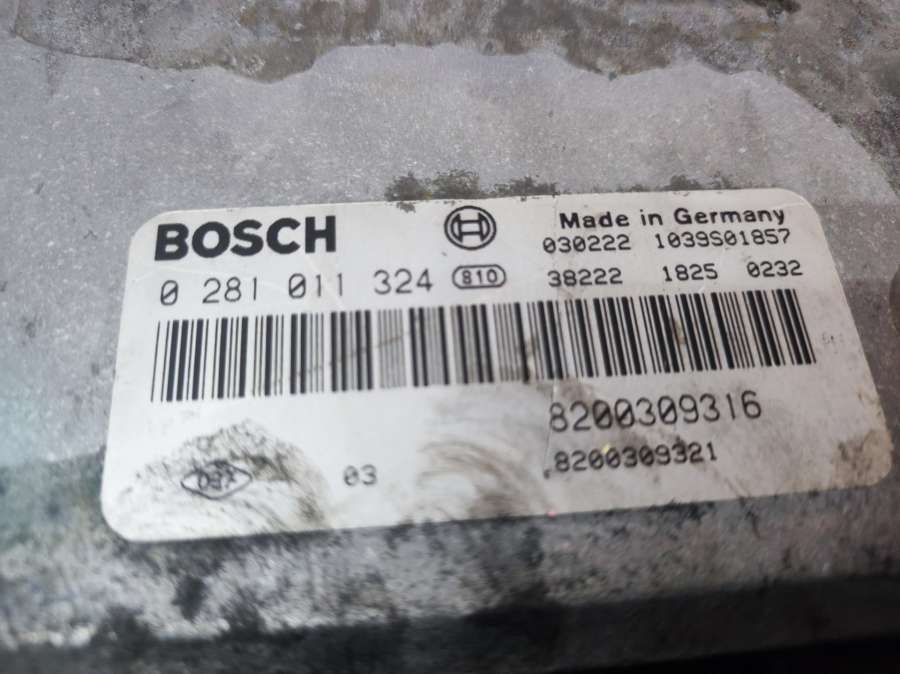 BOSCH
Made in Germany
030222 1039S01857
0 281 011 324 810
38222 1825 0232
8200309316
8200309321
03